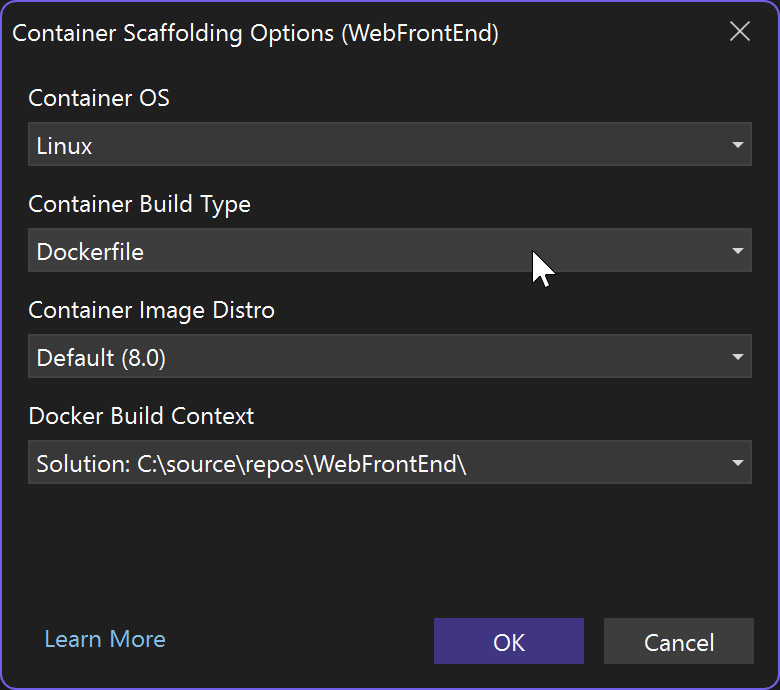 Container Scaffolding Options (WebFrontEnd)
Container OS
Linux
Container Build Type
Dockerfile
Container Image Distro
Default (8.0)
Docker Build Context
Solution: C:\source\repos\WebFrontEnd\
Learn More
OK
Cancel